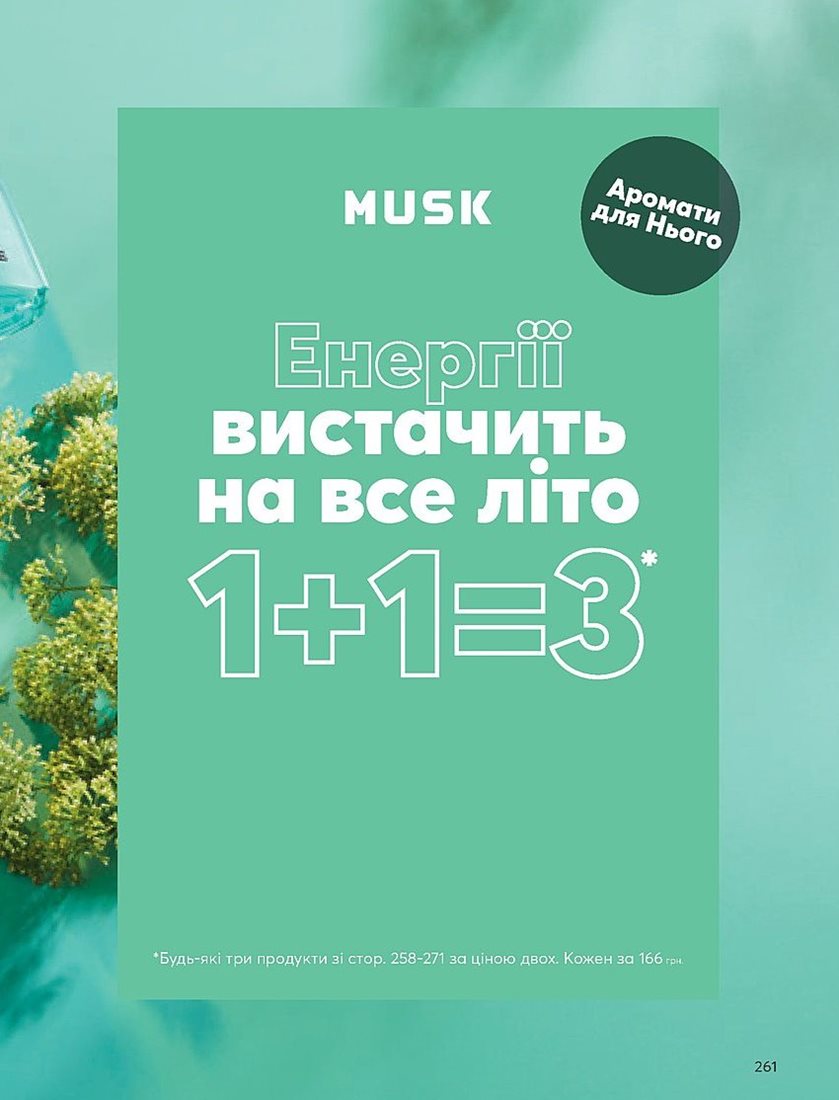 MUSK
Аромати
для Нього
Енергії
вистачить
на все літо
1+1=3*
*Будь-які три продукти зі стор. 258-271 за ціною двох. Кожен за 166 грн.
261